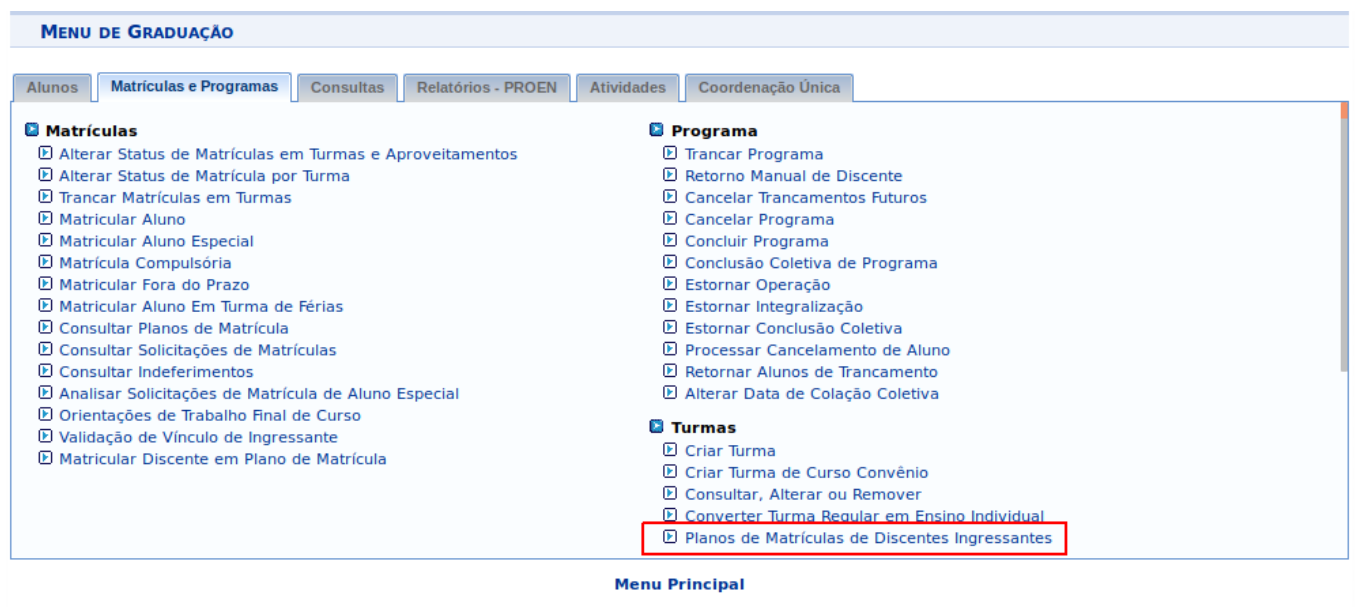 MENU DE GRADUAÇÃO
Alunos
Matrículas e Programas
Consultas
Relatórios - PROEN
Atividades
Coordenação Única
Matrículas
Alterar Status de Matrículas em Turmas e Aproveitamentos
Alterar Status de Matrícula por Turma
Trancar Matrículas em Turmas
Matricular Aluno
Matricular Aluno Especial
Matrícula Compulsória
Matricular Fora do Prazo
Matricular Aluno Em Turma de Férias
Consultar Planos de Matrícula
Consultar Solicitações de Matrículas
Consultar Indeferimentos
Analisar Solicitações de Matrícula de Aluno Especial
Orientações de Trabalho Final de Curso
Validação de Vínculo de Ingressante
Matricular Discente em Plano de Matrícula
Programa
Trancar Programa
Retorno Manual de Discente
Cancelar Trancamentos Futuros
Cancelar Programa
Concluir Programa
Conclusão Coletiva de Programa
Estornar Operação
Estornar Integralização
Estornar Conclusão Coletiva
Processar Cancelamento de Aluno
Retornar Alunos de Trancamento
Alterar Data de Colação Coletiva
Turmas
Criar Turma
Criar Turma de Curso Convênio
Consultar, Alterar ou Remover
Converter Turma Regular em Ensino Individual
Planos de Matrículas de Discentes Ingressantes
Menu Principal